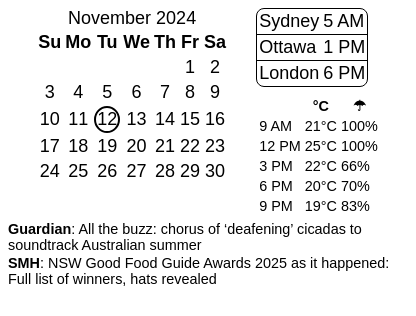 November 2024
Su Mo Tu We Th Fr Sa
1 2
3 4 5 6 7 8 9
10 11 12 13 14 15 16
17 18 19 20 21 22 23
24 25 26 27 28 29 30
Sydney 5 AM
Ottawa 1 PM
London 6 PM
°C ☂
9 AM 21°C 100%
12 PM 25°C 100%
3 PM 22°C 66%
6 PM 20°C 70%
9 PM 19°C 83%
Guardian: All the buzz: chorus of ‘deafening’ cicadas to
soundtrack Australian summer
SMH: NSW Good Food Guide Awards 2025 as it happened:
Full list of winners, hats revealed